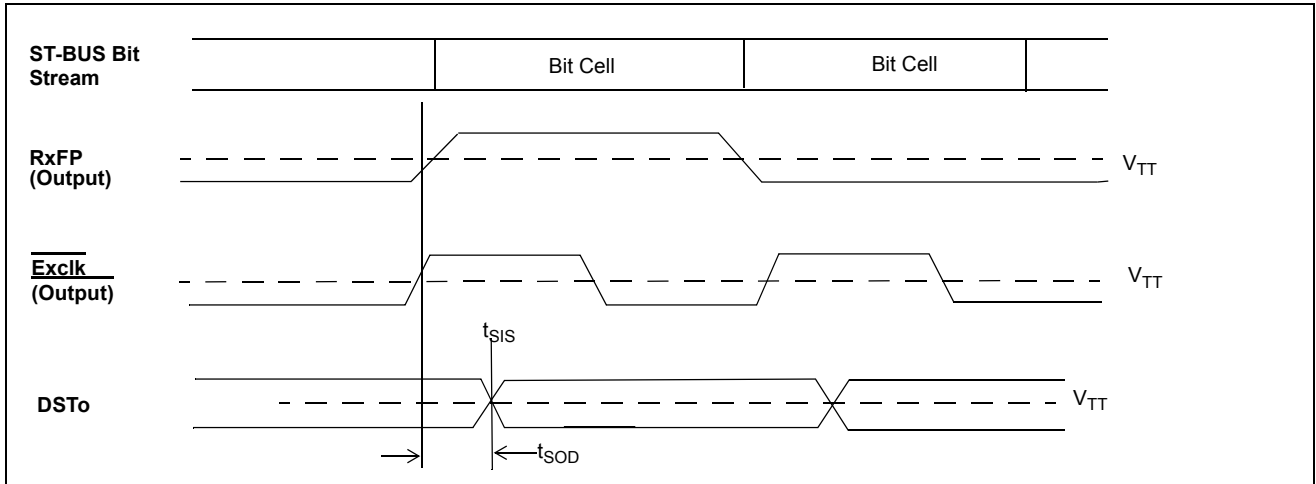 ST-BUS Bit
Stream
Bit Cell
Bit Cell
RxFP
(Output)
VTT
Exclk
(Output)
VTT
tSIS
DSTo
VTT
tSOD